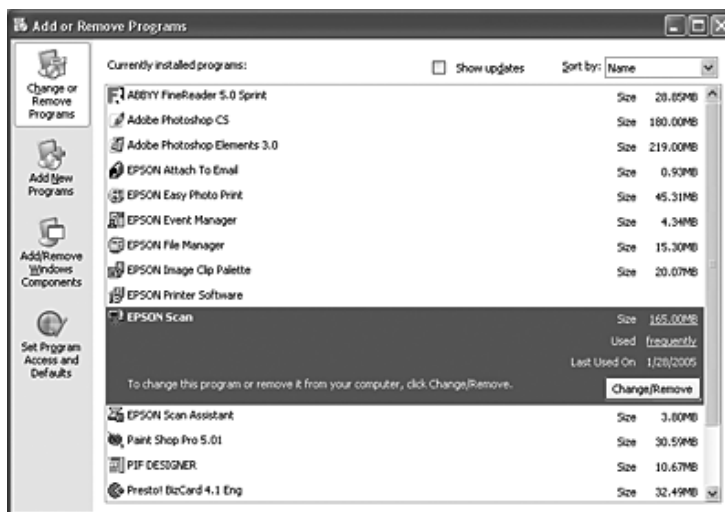 Add or Remove Programs
Change or
Remove
Programs
Add New
Programs
Add/Remove
Windows
Components
Set Program
Access and
Defaults
Currently installed programs:
Show updates
Sort by: Name
ABBYY FineReader 5.0 Sprint Size 28.85MB
Adobe Photoshop CS Size 180.00MB
Adobe Photoshop Elements 3.0 Size 219.00MB
EPSON Attach To Email Size 0.93MB
EPSON Easy Photo Print Size 45.31MB
EPSON Event Manager Size 4.34MB
EPSON File Manager Size 15.30MB
EPSON Image Clip Palette Size 20.07MB
EPSON Printer Software
EPSON Scan Size 165.00MB
Used frequently
Last Used On 1/28/2005
To change this program or remove it from your computer, click Change/Remove. Change/Remove
EPSON Scan Assistant Size 3.80MB
Paint Shop Pro 5.01 Size 30.59MB
PIF DESIGNER Size 10.67MB
Presto! BizCard 4.1 Eng Size 32.49MB